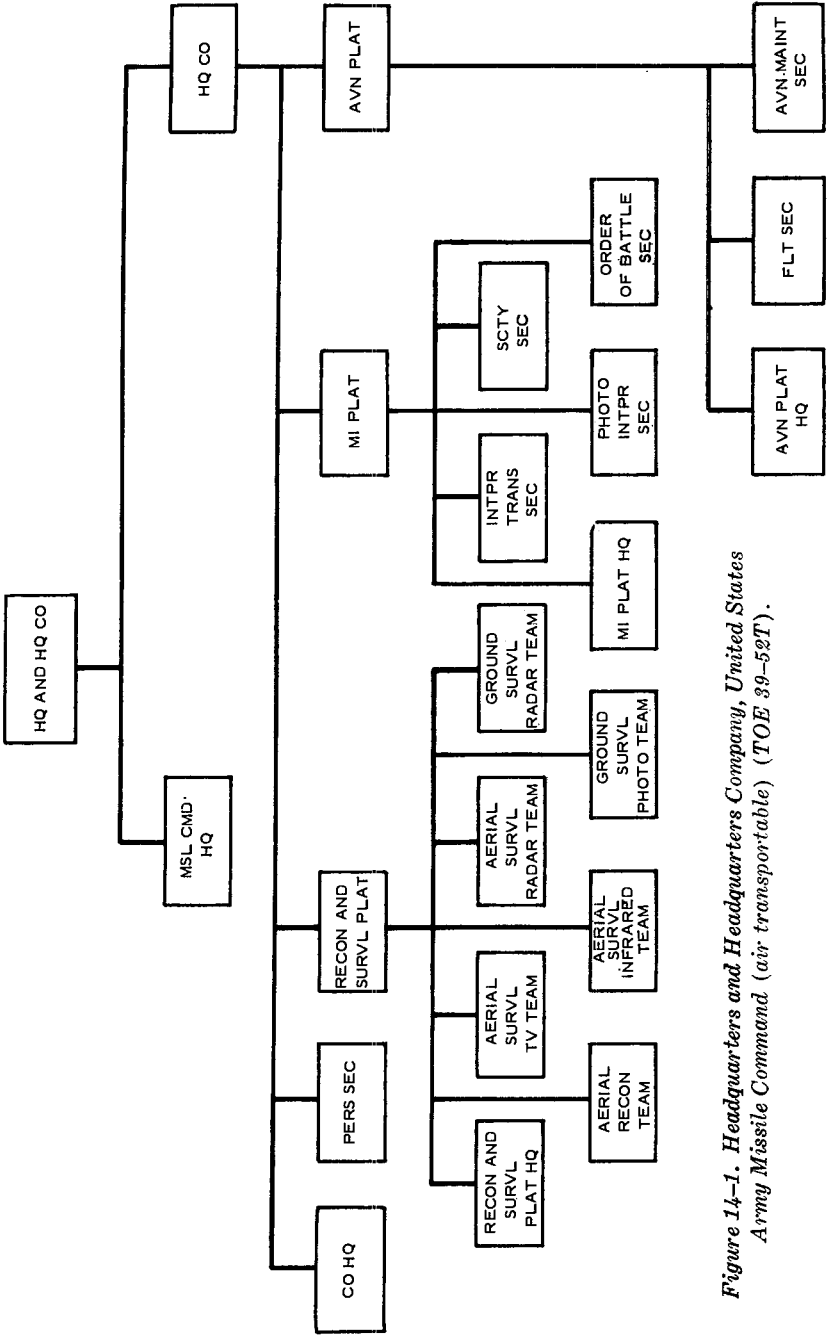 HQ AND HQ CO
MSL CMD
HQ
HQ CO
CO HQ
PERS SEC
RECON AND
SURVL PLAT
MI PLAT
AVN PLAT
RECON AND
SURVL
PLAT HQ
AERIAL
SURVL
TV TEAM
AERIAL
SURVL
RADAR TEAM
GROUND
SURVL
RADAR TEAM
AERIAL
RECON
TEAM
AERIAL
SURVL
INFRARED
TEAM
GROUND
SURVL
PHOTO TEAM
INTPR
TRANS
SEC
SCTY
SEC
MI PLAT HQ
PHOTO
INTPR
SEC
ORDER
OF BATTLE
SEC
AVN PLAT
HQ
FLT SEC
AVN-MAINT
SEC
Figure 14–1. Headquarters and Headquarters Company, United States
Army Missile Command (air transportable) (TOE 39–52T).